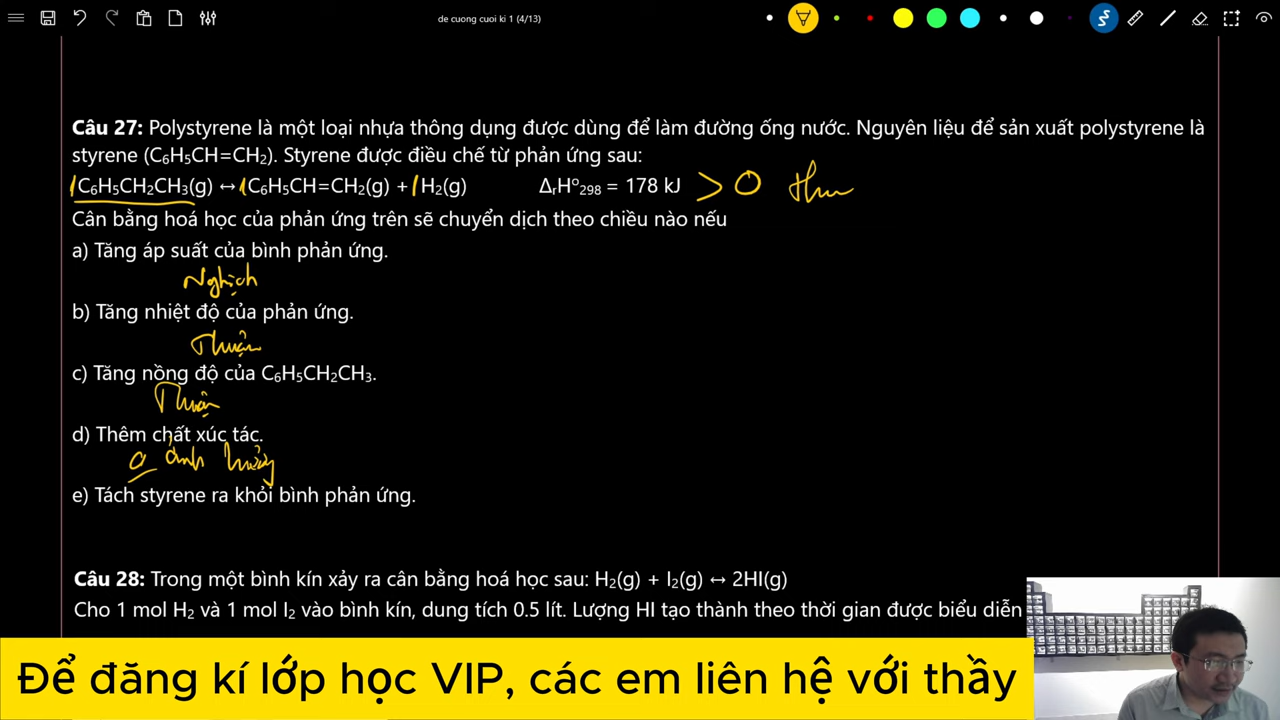 de cuong cuoi ki 1 (4/13)
Câu 27: Polystyrene là một loại nhựa thông dụng được dùng để làm đường ống nước. Nguyên liệu để sản xuất polystyrene là
styrene (C₆H₅CH=CH₂). Styrene được điều chế từ phản ứng sau:
1C₆H₅CH₂CH₃(g) ↔ 1C₆H₅CH=CH₂(g) + 1H₂(g) ΔᵣHº₂₉₈ = 178 kJ > 0 thu
Cân bằng hoá học của phản ứng trên sẽ chuyển dịch theo chiều nào nếu
a) Tăng áp suất của bình phản ứng.
Nghịch
b) Tăng nhiệt độ của phản ứng.
Thuận
c) Tăng nồng độ của C₆H₅CH₂CH₃.
Thuận
d) Thêm chất xúc tác.
ảnh hưởng
e) Tách styrene ra khỏi bình phản ứng.
Câu 28: Trong một bình kín xảy ra cân bằng hoá học sau: H₂(g) + I₂(g) ↔ 2HI(g)
Cho 1 mol H₂ và 1 mol I₂ vào bình kín, dung tích 0.5 lít. Lượng HI tạo thành theo thời gian được biểu diễn
Để đăng kí lớp học VIP, các em liên hệ với thầy